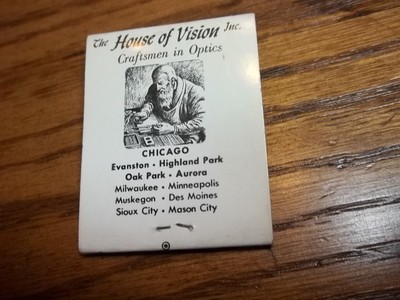 The House of Vision Inc.
Craftsmen in Optics
CHICAGO
Evanston • Highland Park
Oak Park • Aurora
Milwaukee • Minneapolis
Muskegon • Des Moines
Sioux City • Mason City